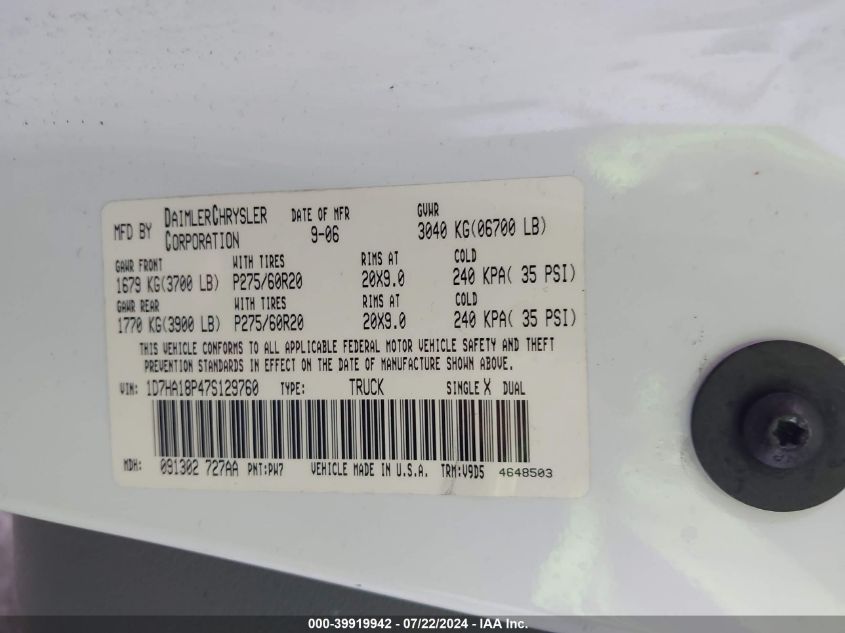 MFD BY DAIMLERCHRYSLER CORPORATION DATE OF MFR 9-06 GVWR 3040 KG(06700 LB)
GAWR FRONT WITH TIRES RIMS AT COLD
1679 KG(3700 LB) P275/60R20 20X9.0 240 KPA( 35 PSI)
GAWR REAR WITH TIRES RIMS AT COLD
1770 KG(3900 LB) P275/60R20 20X9.0 240 KPA( 35 PSI)
THIS VEHICLE CONFORMS TO ALL APPLICABLE FEDERAL MOTOR VEHICLE SAFETY AND THEFT
PREVENTION STANDARDS IN EFFECT ON THE DATE OF MANUFACTURE SHOWN ABOVE.
VIN: 1D7HA18P47S129760 TYPE: TRUCK SINGLE X DUAL
MDH: 091302 727AA PNT:PW7 VEHICLE MADE IN U.S.A. TRM:V9D5 4648503
000-39919942 - 07/22/2024 - IAA Inc.